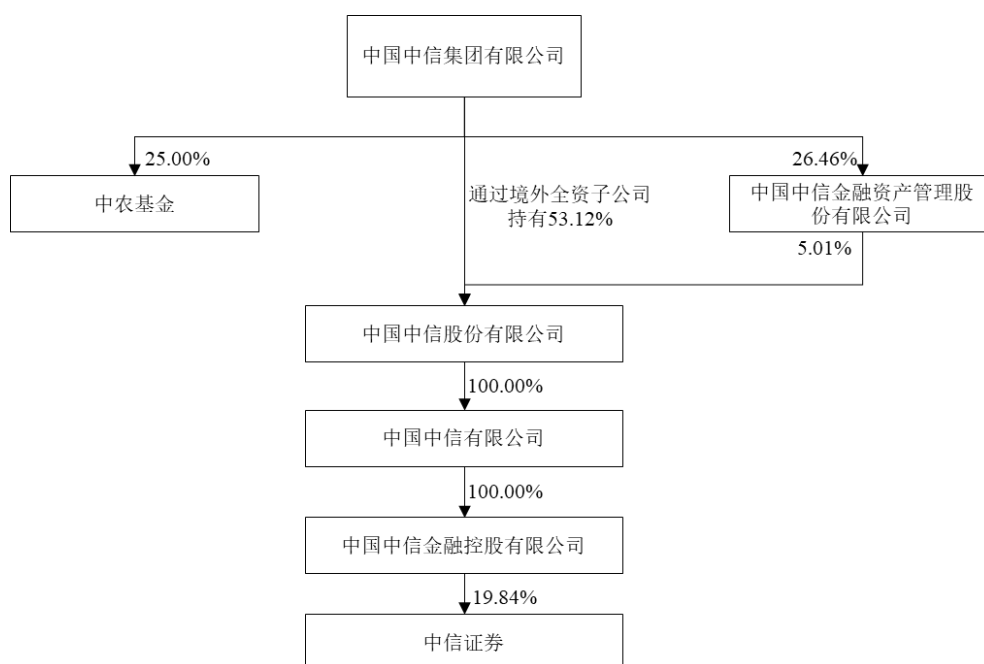 中国中信集团有限公司
25.00%
26.46%
中农基金
通过境外全资子公司
持有53.12%
中国中信金融资产管理股
份有限公司
5.01%
中国中信股份有限公司
100.00%
中国中信有限公司
100.00%
中国中信金融控股有限公司
19.84%
中信证券